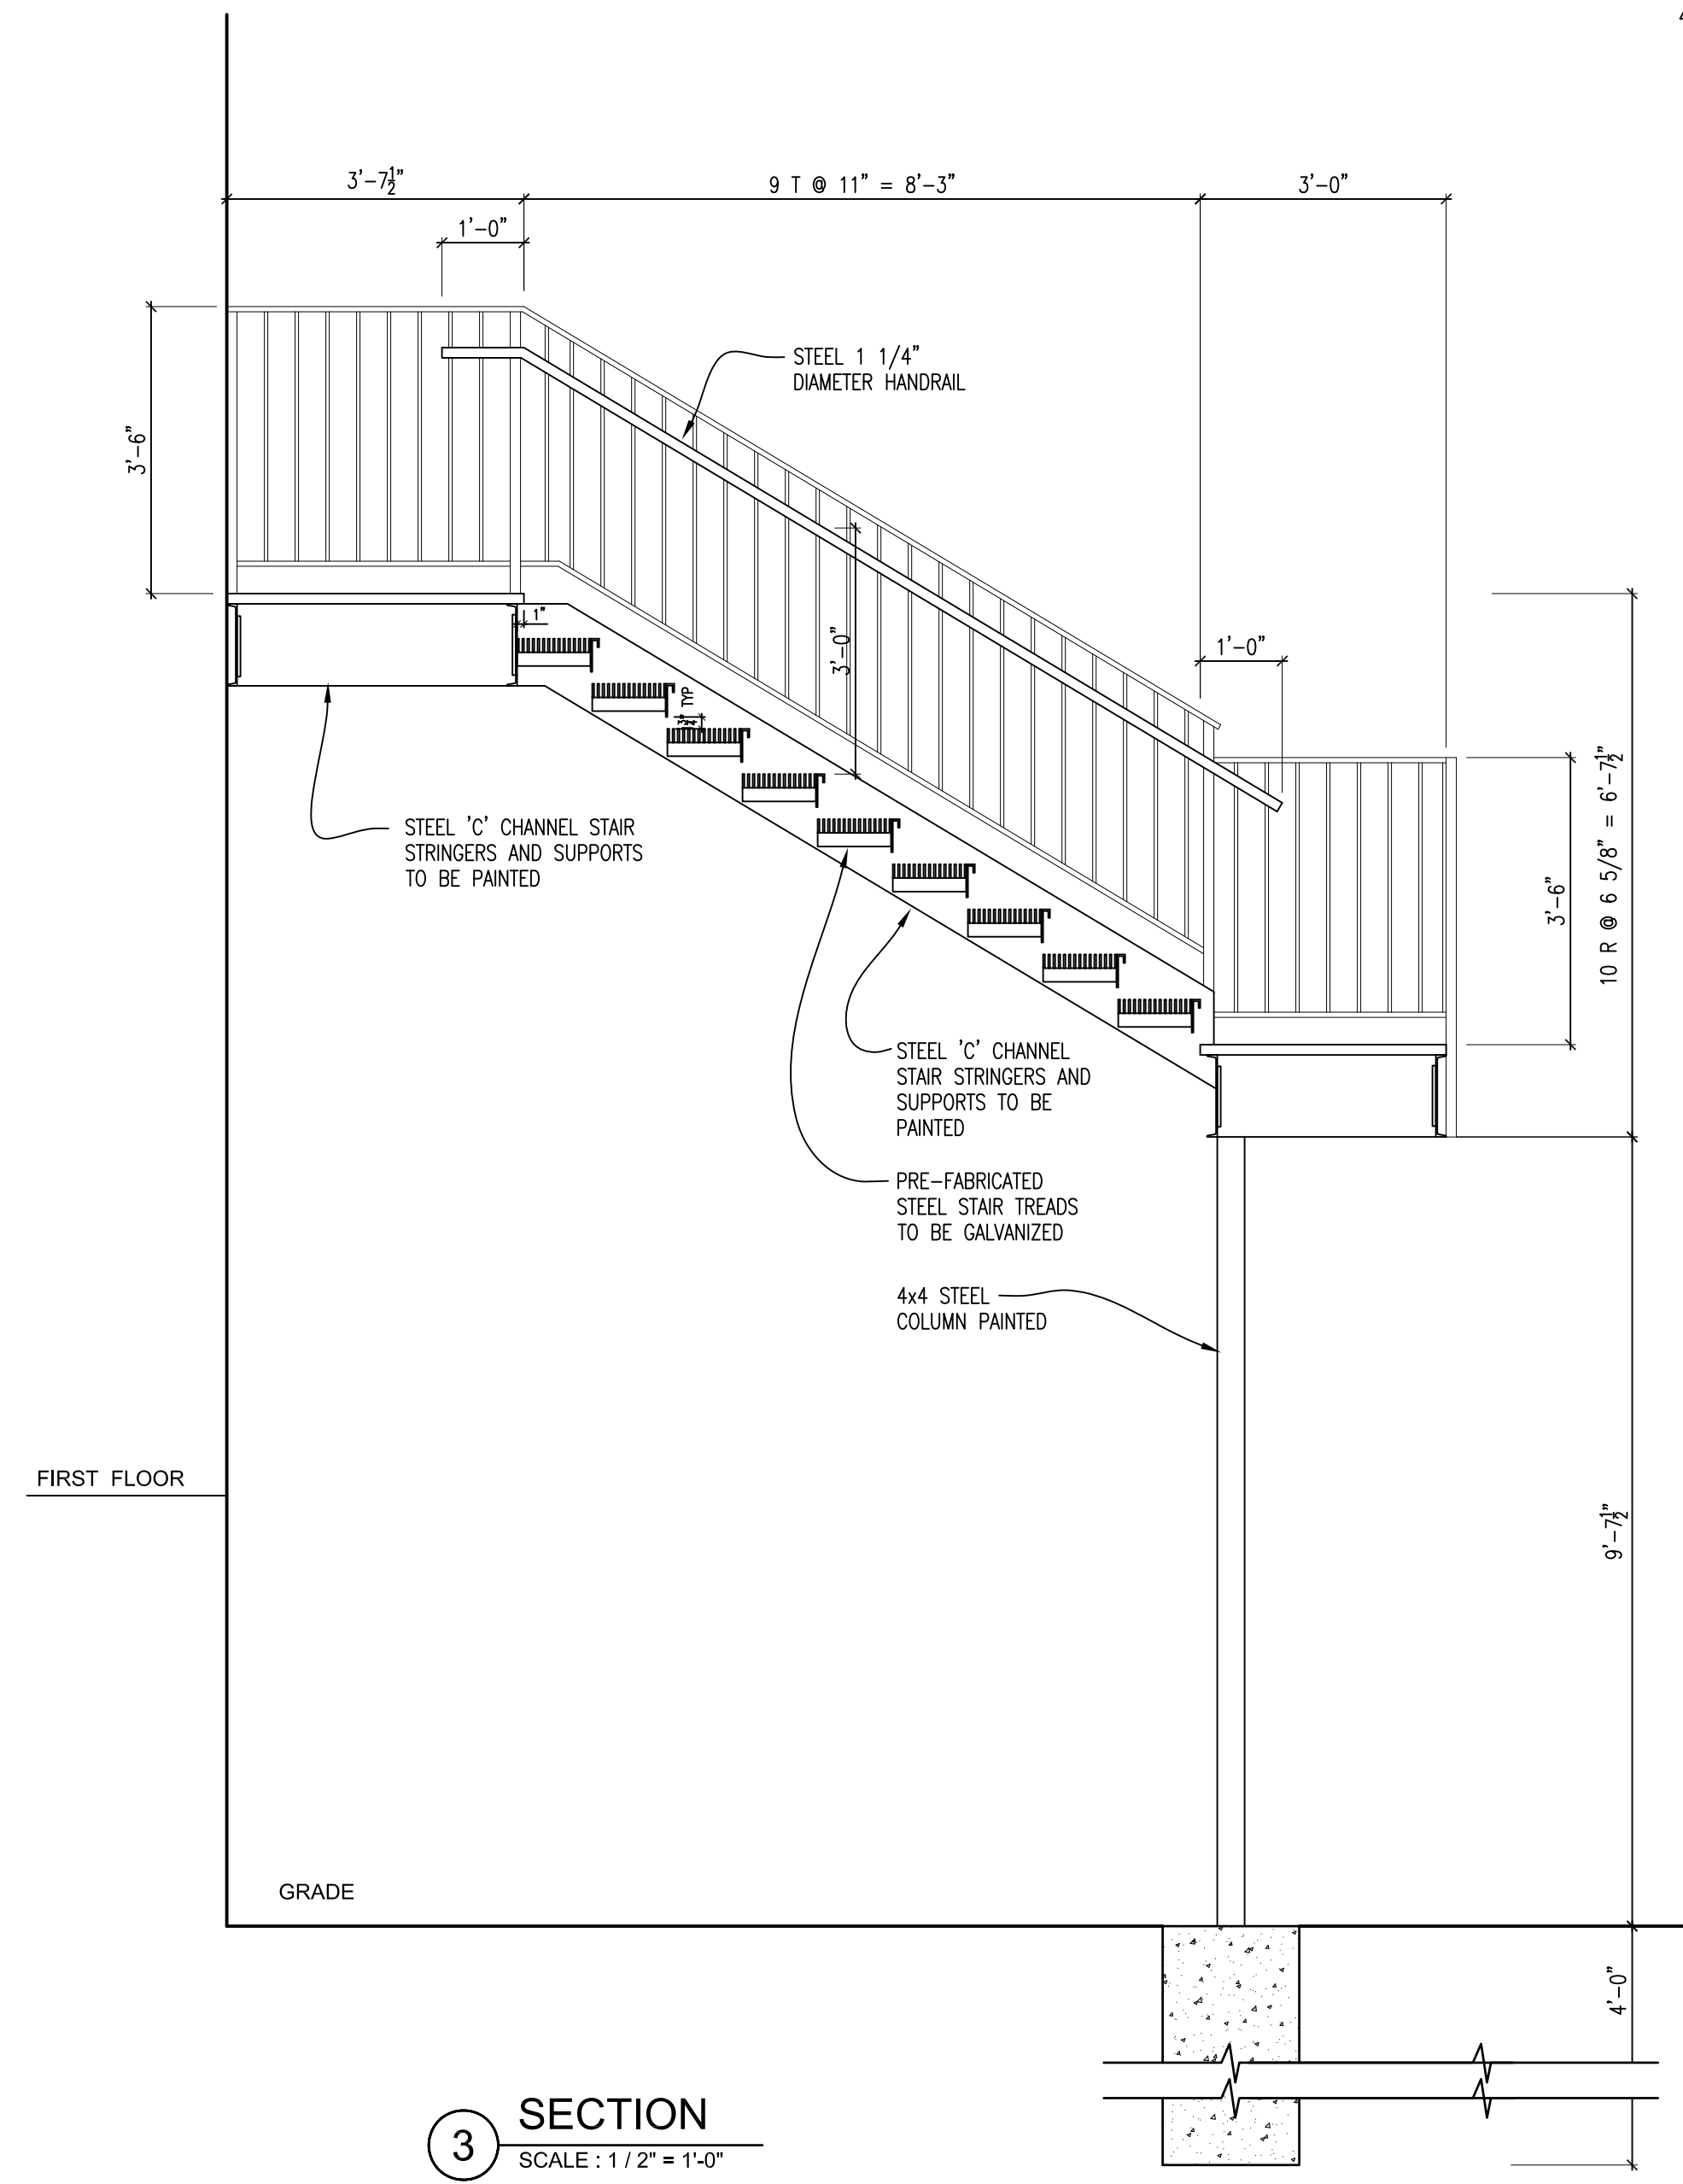 3'-7½"
9 T @ 11" = 8'-3"
3'-0"
1'-0"
STEEL 1 1/4"
DIAMETER HANDRAIL
3'-6"
1"
3'-0"
1'-0"
TYP
10 R @ 6 5/8" = 6'-7½"
3'-6"
STEEL 'C' CHANNEL STAIR
STRINGERS AND SUPPORTS
TO BE PAINTED
STEEL 'C' CHANNEL
STAIR STRINGERS AND
SUPPORTS TO BE
PAINTED
PRE-FABRICATED
STEEL STAIR TREADS
TO BE GALVANIZED
4x4 STEEL
COLUMN PAINTED
FIRST FLOOR
9'-7½"
GRADE
4'-0"
3
SECTION
SCALE : 1 / 2" = 1'-0"